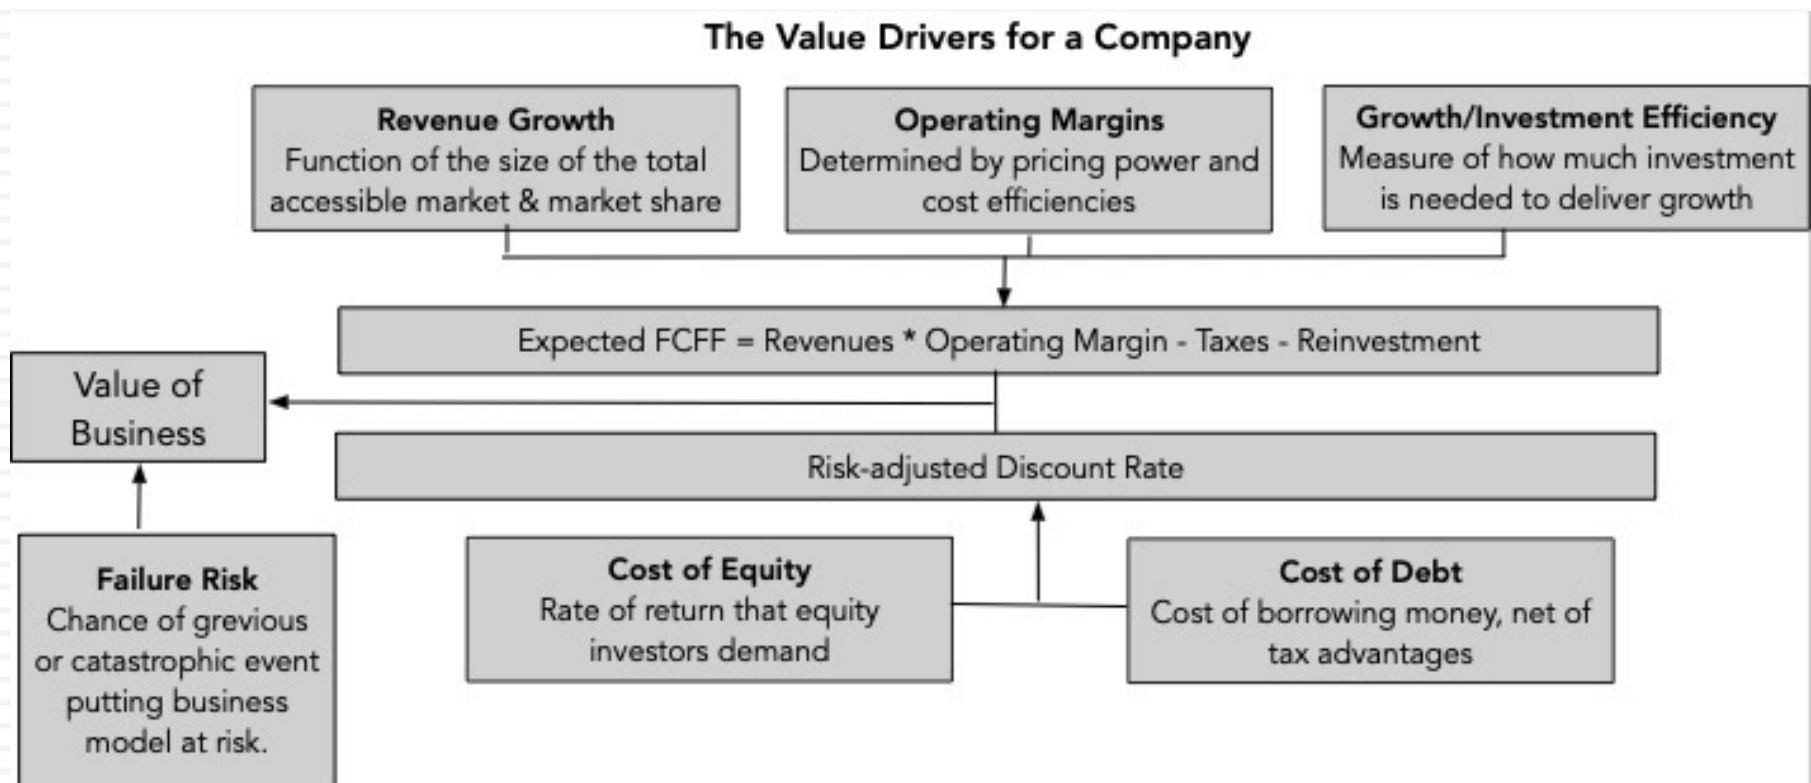 The Value Drivers for a Company
Revenue Growth
Function of the size of the total
accessible market & market share
Operating Margins
Determined by pricing power and
cost efficiencies
Growth/Investment Efficiency
Measure of how much investment
is needed to deliver growth
Expected FCFF = Revenues * Operating Margin - Taxes - Reinvestment
Value of
Business
Risk-adjusted Discount Rate
Failure Risk
Chance of grevious
or catastrophic event
putting business
model at risk.
Cost of Equity
Rate of return that equity
investors demand
Cost of Debt
Cost of borrowing money, net of
tax advantages